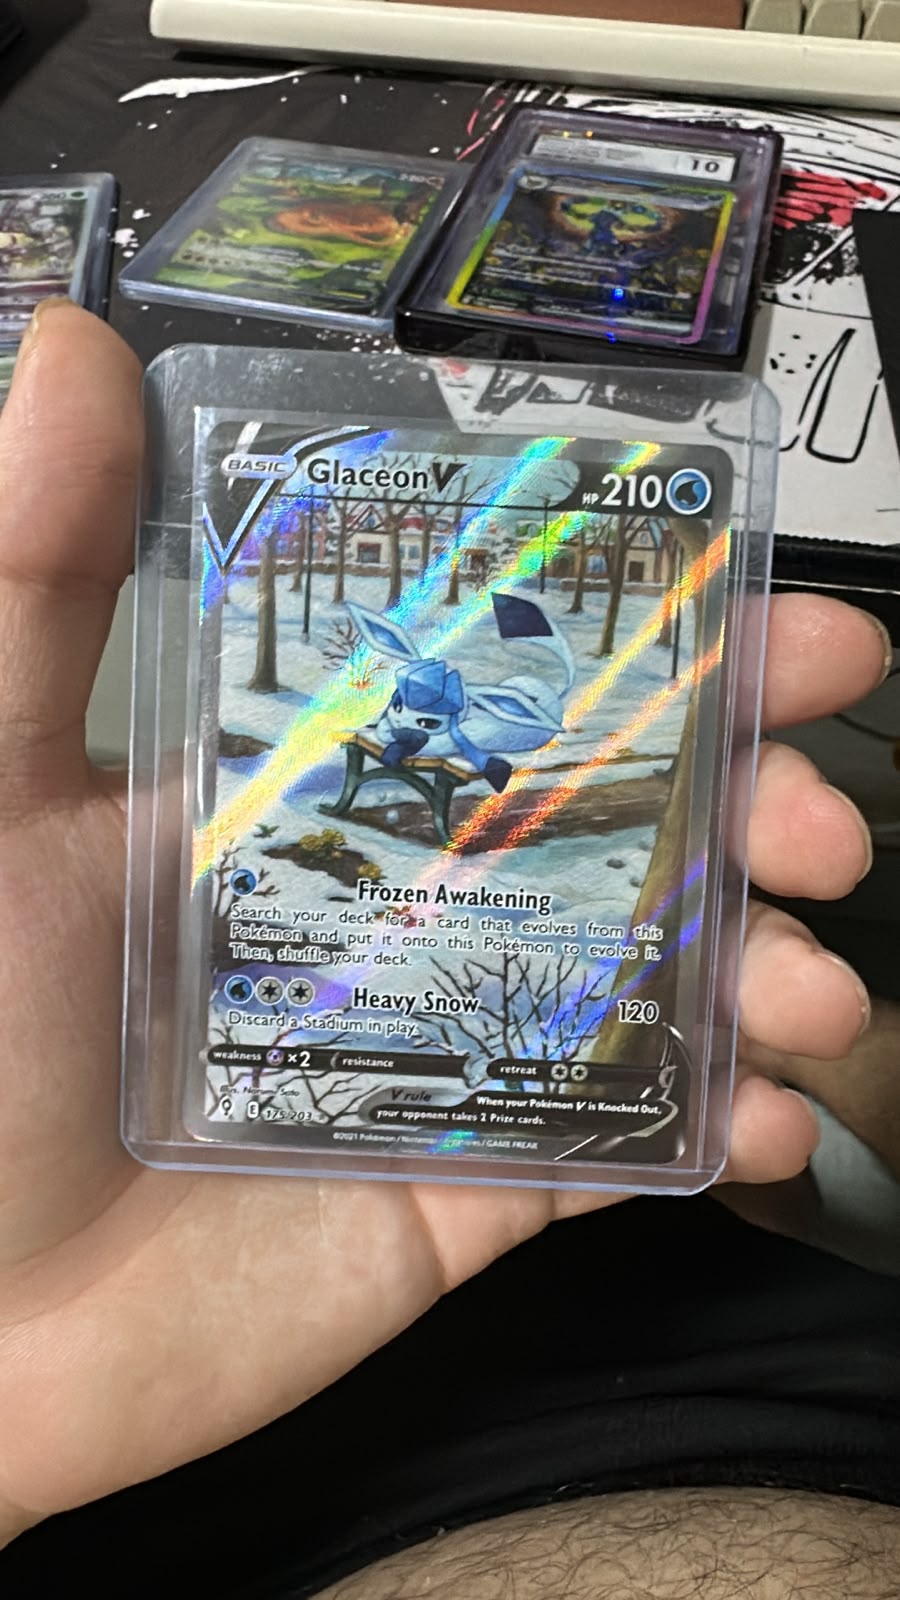 10
BASIC
Glaceon V
HP 210
Frozen Awakening
Search your deck for a card that evolves from this
Pokémon and put it onto this Pokémon to evolve it.
Then, shuffle your deck.
Heavy Snow 120
Discard a Stadium in play.
weakness ×2 resistance retreat
V rule When your Pokémon V is Knocked Out,
your opponent takes 2 Prize cards.
E 175/203
©2021 Pokémon/Nintendo/Creatures/GAME FREAK